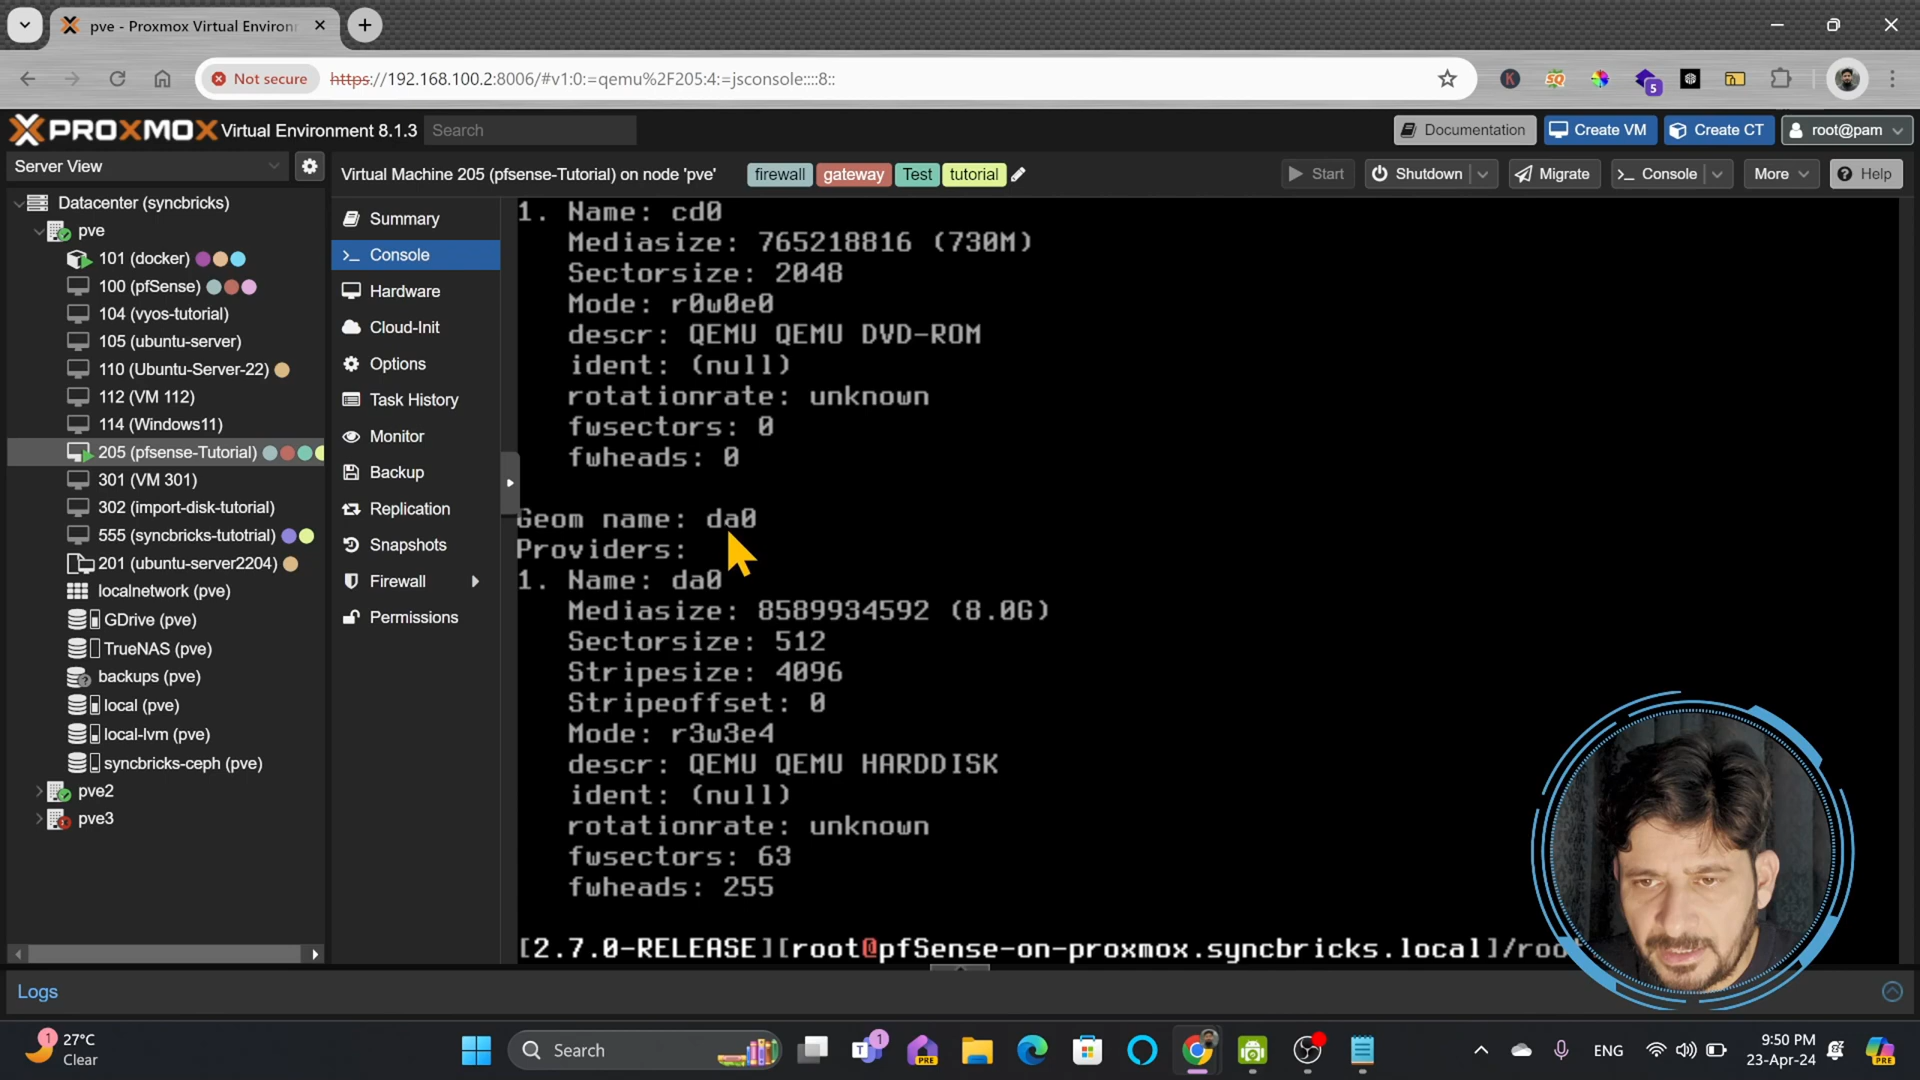 pve - Proxmox Virtual Environ
Not secure
https://192.168.100.2:8006/#v1:0:=qemu%2F205:4:=jsconsole::::8::
5
PROXMOX Virtual Environment 8.1.3
Search
Documentation
Create VM
Create CT
root@pam
Server View
Virtual Machine 205 (pfsense-Tutorial) on node 'pve'
firewall
gateway
Test
tutorial
Start
Shutdown
Migrate
Console
More
Help
Datacenter (syncbricks)
pve
101 (docker)
100 (pfSense)
104 (vyos-tutorial)
105 (ubuntu-server)
110 (Ubuntu-Server-22)
112 (VM 112)
114 (Windows11)
205 (pfsense-Tutorial)
301 (VM 301)
302 (import-disk-tutorial)
555 (syncbricks-tutotrial)
201 (ubuntu-server2204)
localnetwork (pve)
GDrive (pve)
TrueNAS (pve)
backups (pve)
local (pve)
local-lvm (pve)
syncbricks-ceph (pve)
pve2
pve3
Summary
Console
Hardware
Cloud-Init
Options
Task History
Monitor
Backup
Replication
Snapshots
Firewall
Permissions
1. Name: cd0
Mediasize: 765218816 (730M)
Sectorsize: 2048
Mode: r0w0e0
descr: QEMU QEMU DVD-ROM
ident: (null)
rotationrate: unknown
fwsectors: 0
fwheads: 0
Geom name: da0
Providers:
1. Name: da0
Mediasize: 8589934592 (8.0G)
Sectorsize: 512
Stripesize: 4096
Stripeoffset: 0
Mode: r3w3e4
descr: QEMU QEMU HARDDISK
ident: (null)
rotationrate: unknown
fwsectors: 63
fwheads: 255
[2.7.0-RELEASE][root@pfSense-on-proxmox.syncbricks.local]/root
Logs
1
27°C
Clear
Search
1
PRE
ENG
9:50 PM
23-Apr-24
PRE